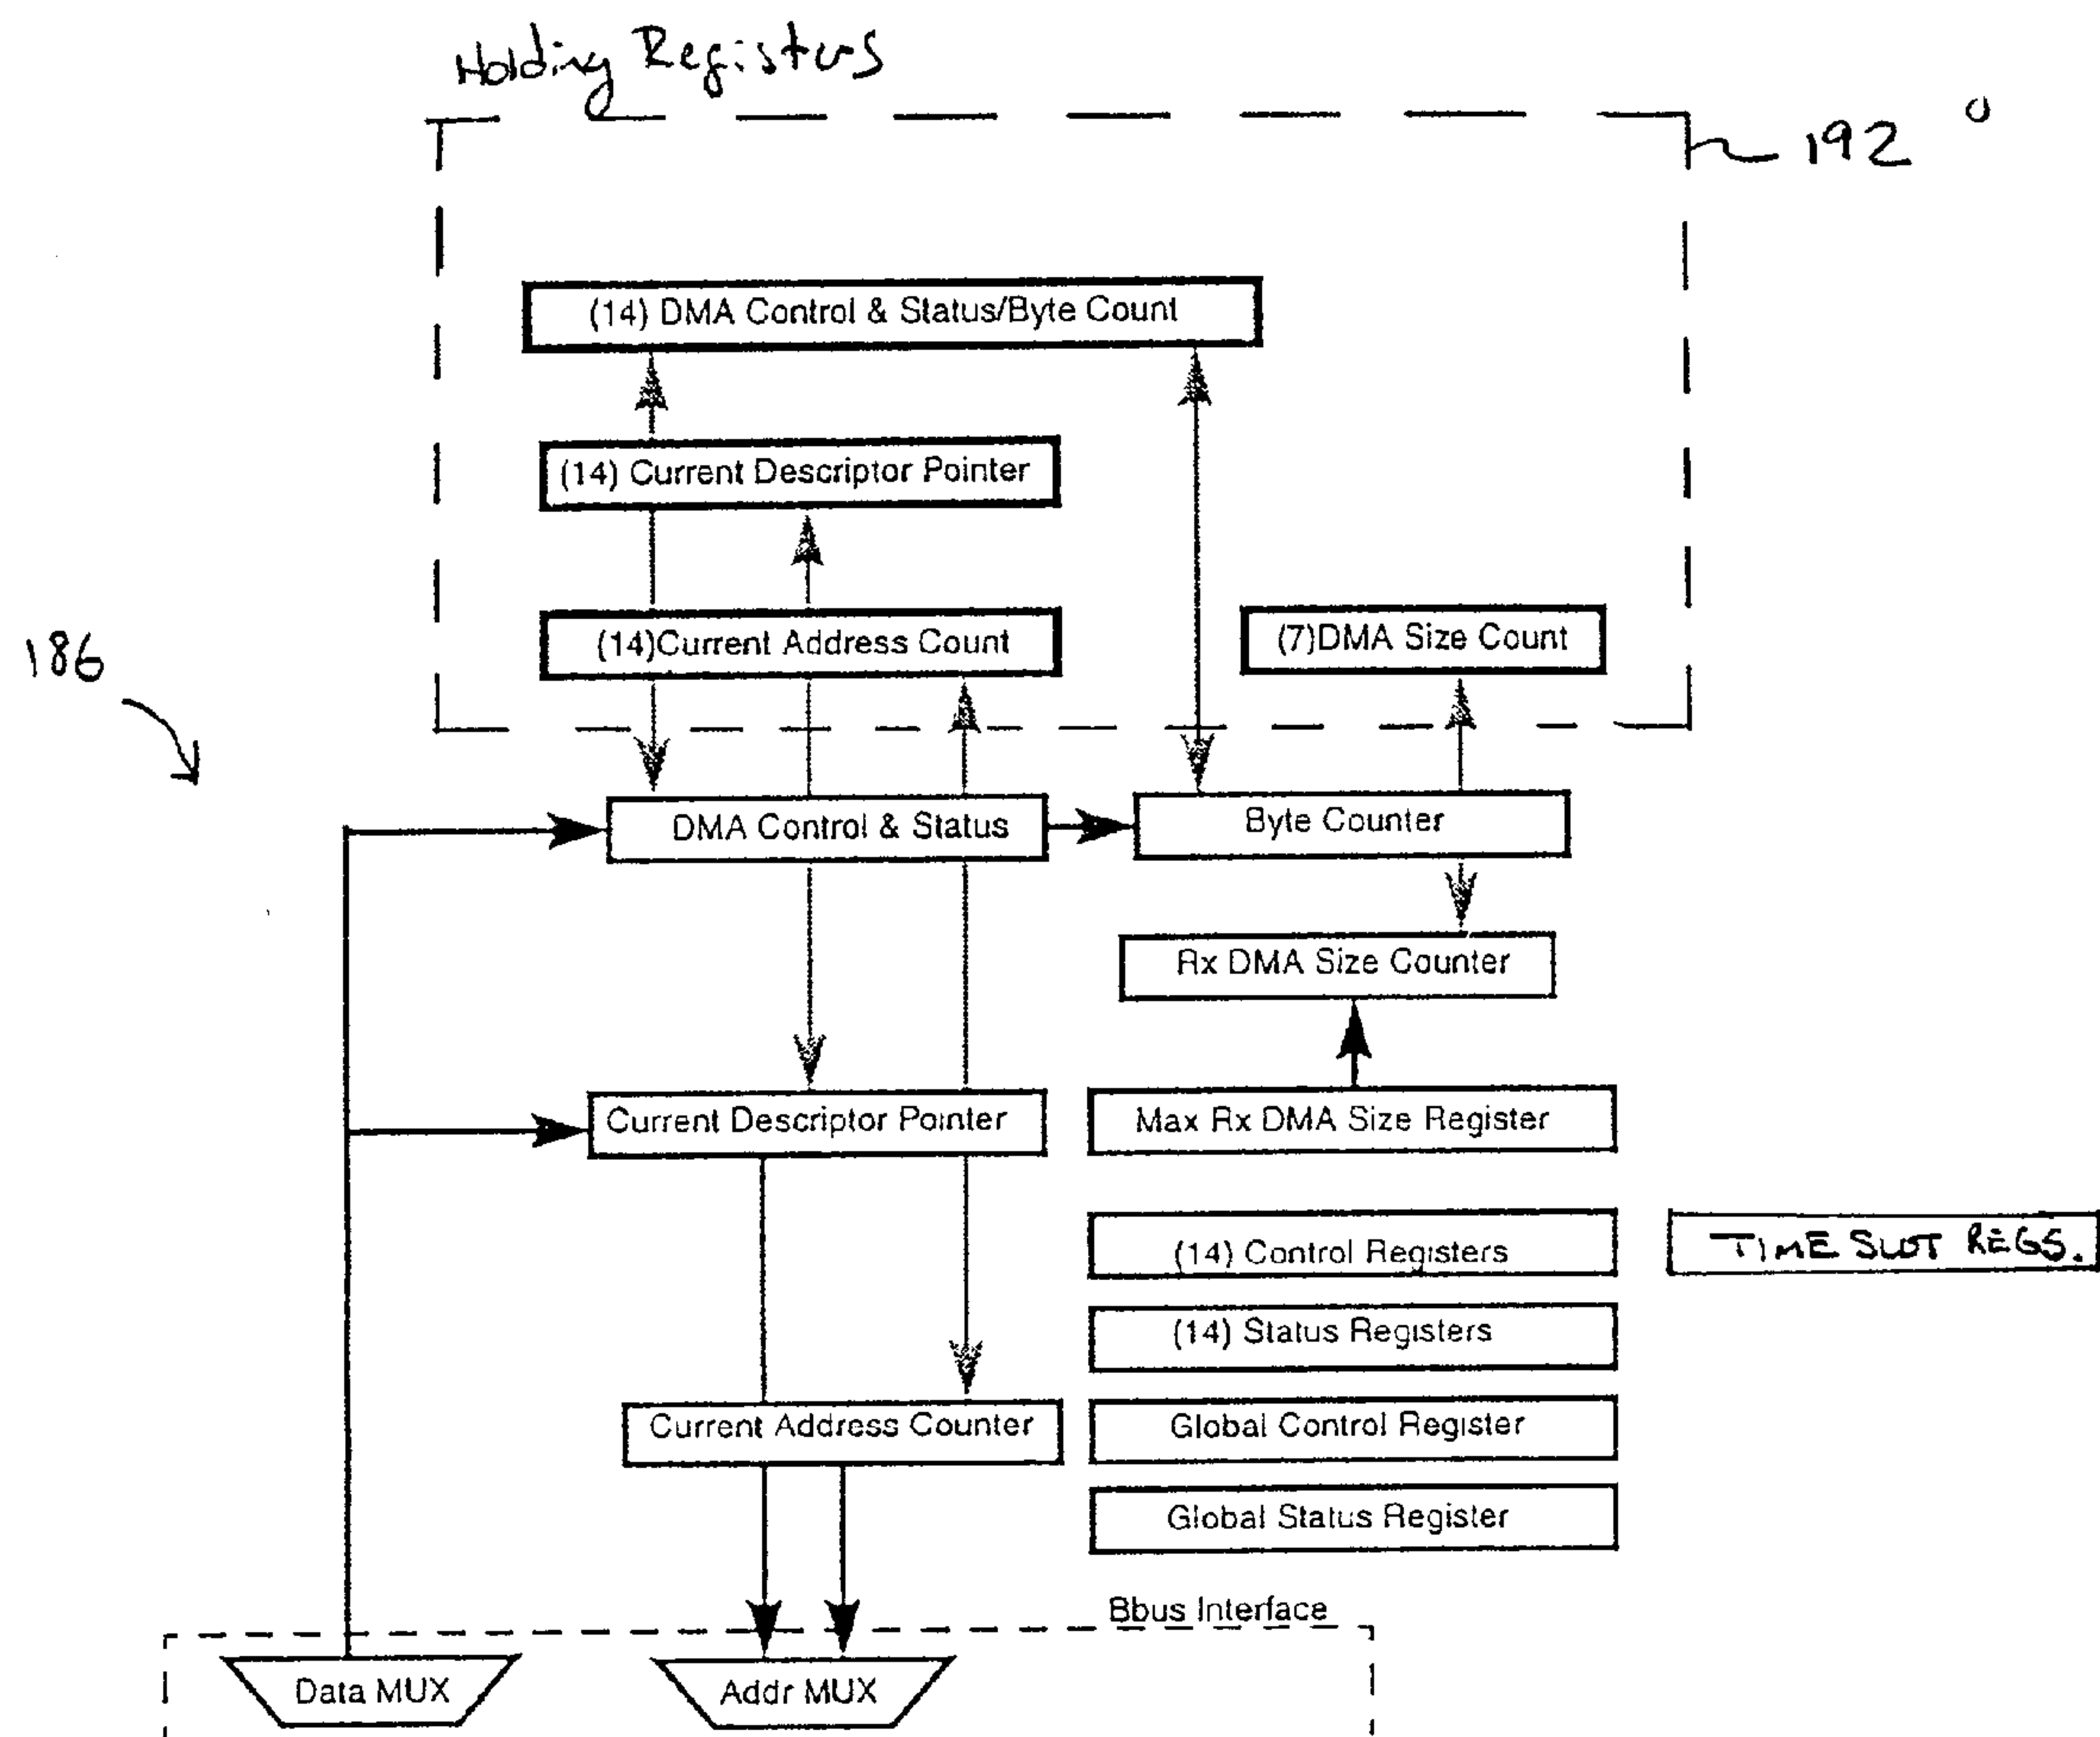 Holding Registers
192
(14) DMA Control & Status/Byte Count
(14) Current Descriptor Pointer
(14)Current Address Count
(7)DMA Size Count
186
DMA Control & Status
Byte Counter
Rx DMA Size Counter
Current Descriptor Pointer
Max Rx DMA Size Register
(14) Control Registers
TIME SLOT REGS.
(14) Status Registers
Current Address Counter
Global Control Register
Global Status Register
Bbus Interface
Data MUX
Addr MUX